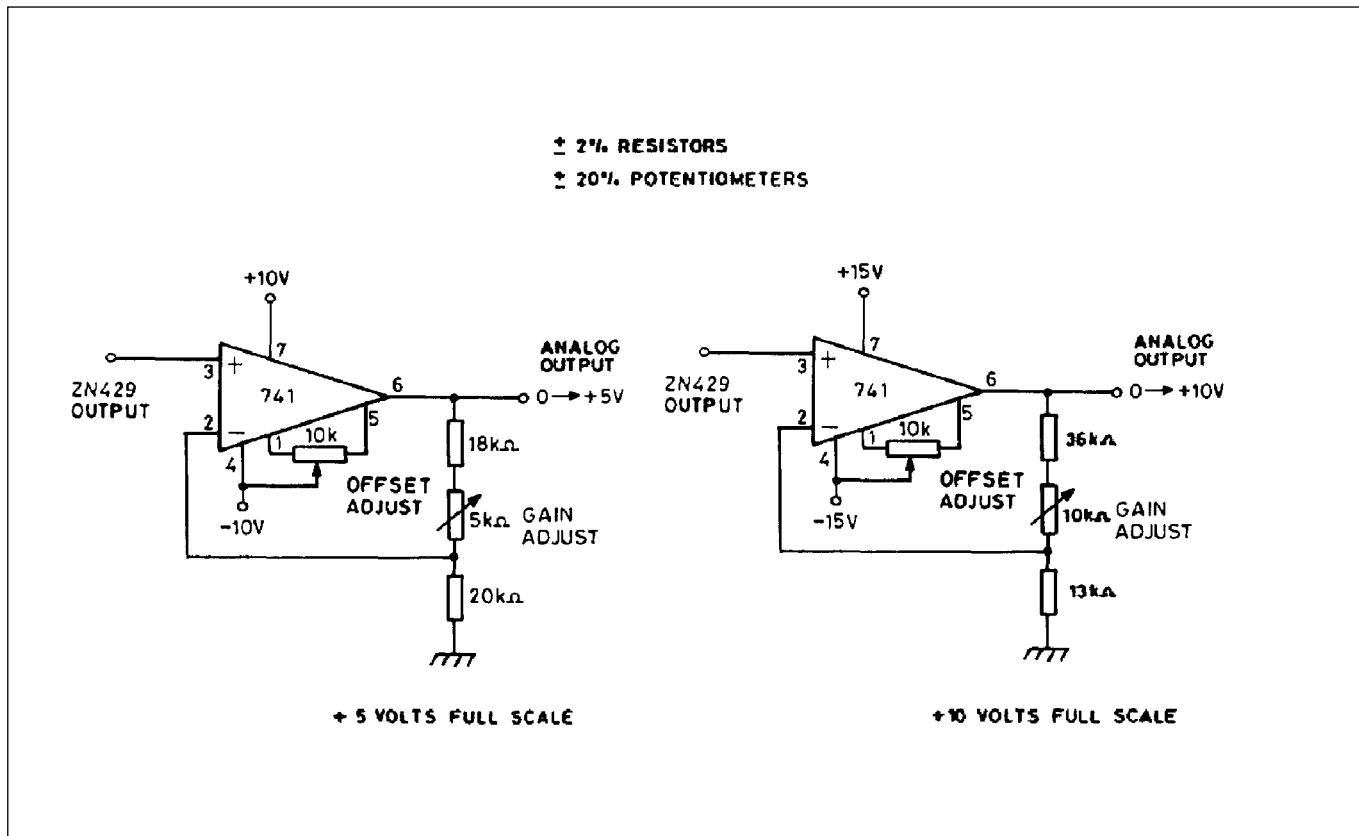 ± 2% RESISTORS
± 20% POTENTIOMETERS
+10V
7
+
3
741
6
ANALOG
OUTPUT
0→+5V
ZN429
OUTPUT
2
−
1
10k
5
4
18kΩ
OFFSET
ADJUST
-10V
5kΩ
GAIN
ADJUST
20kΩ
+ 5 VOLTS FULL SCALE
+15V
7
+
3
741
6
ANALOG
OUTPUT
0→+10V
ZN429
OUTPUT
2
−
1
10k
5
4
36kΩ
OFFSET
ADJUST
-15V
10kΩ
GAIN
ADJUST
13kΩ
+10 VOLTS FULL SCALE